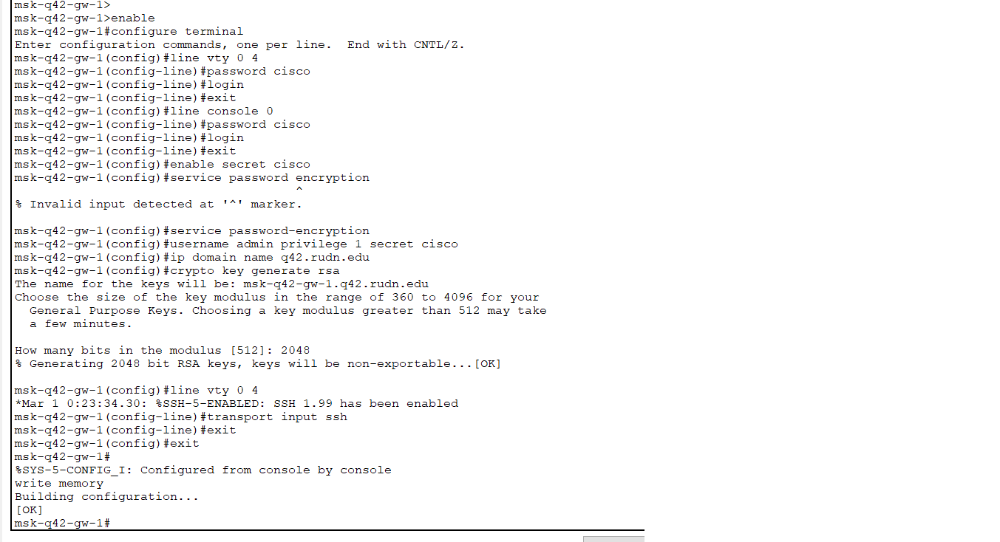 msk-q42-gw-1>
msk-q42-gw-1>enable
msk-q42-gw-1#configure terminal
Enter configuration commands, one per line.  End with CNTL/Z.
msk-q42-gw-1(config)#line vty 0 4
msk-q42-gw-1(config-line)#password cisco
msk-q42-gw-1(config-line)#login
msk-q42-gw-1(config-line)#exit
msk-q42-gw-1(config)#line console 0
msk-q42-gw-1(config-line)#password cisco
msk-q42-gw-1(config-line)#login
msk-q42-gw-1(config-line)#exit
msk-q42-gw-1(config)#enable secret cisco
msk-q42-gw-1(config)#service password encryption
^
% Invalid input detected at '^' marker.
msk-q42-gw-1(config)#service password-encryption
msk-q42-gw-1(config)#username admin privilege 1 secret cisco
msk-q42-gw-1(config)#ip domain name q42.rudn.edu
msk-q42-gw-1(config)#crypto key generate rsa
The name for the keys will be: msk-q42-gw-1.q42.rudn.edu
Choose the size of the key modulus in the range of 360 to 4096 for your
General Purpose Keys. Choosing a key modulus greater than 512 may take
a few minutes.
How many bits in the modulus [512]: 2048
% Generating 2048 bit RSA keys, keys will be non-exportable...[OK]
msk-q42-gw-1(config)#line vty 0 4
*Mar 1 0:23:34.30: %SSH-5-ENABLED: SSH 1.99 has been enabled
msk-q42-gw-1(config-line)#transport input ssh
msk-q42-gw-1(config-line)#exit
msk-q42-gw-1(config)#exit
msk-q42-gw-1#
%SYS-5-CONFIG_I: Configured from console by console
write memory
Building configuration...
[OK]
msk-q42-gw-1#